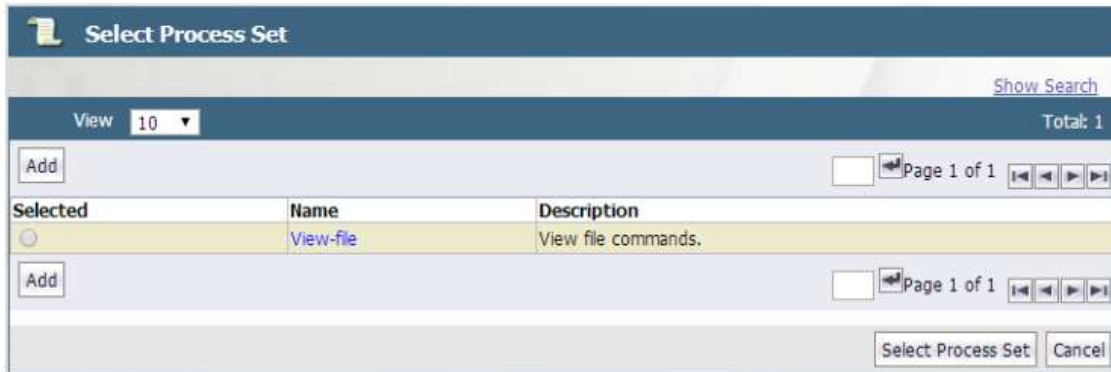 Select Process Set
Show Search
View 10 Total: 1
Add Page 1 of 1
Selected Name Description
View-file View file commands.
Add Page 1 of 1
Select Process Set Cancel